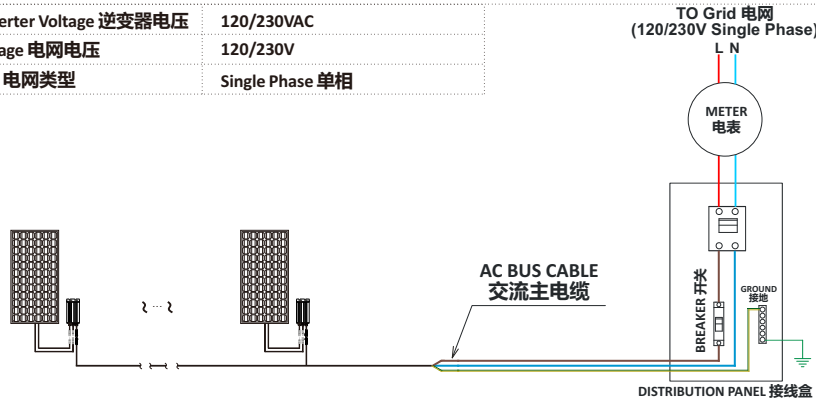 erter Voltage 逆变器电压 120/230VAC
age 电网电压 120/230V
电网类型 Single Phase 单相
TO Grid 电网
(120/230V Single Phase)
L N
METER
电表
AC BUS CABLE
交流主电缆
BREAKER 开关
GROUND
接地
DISTRIBUTION PANEL 接线盒